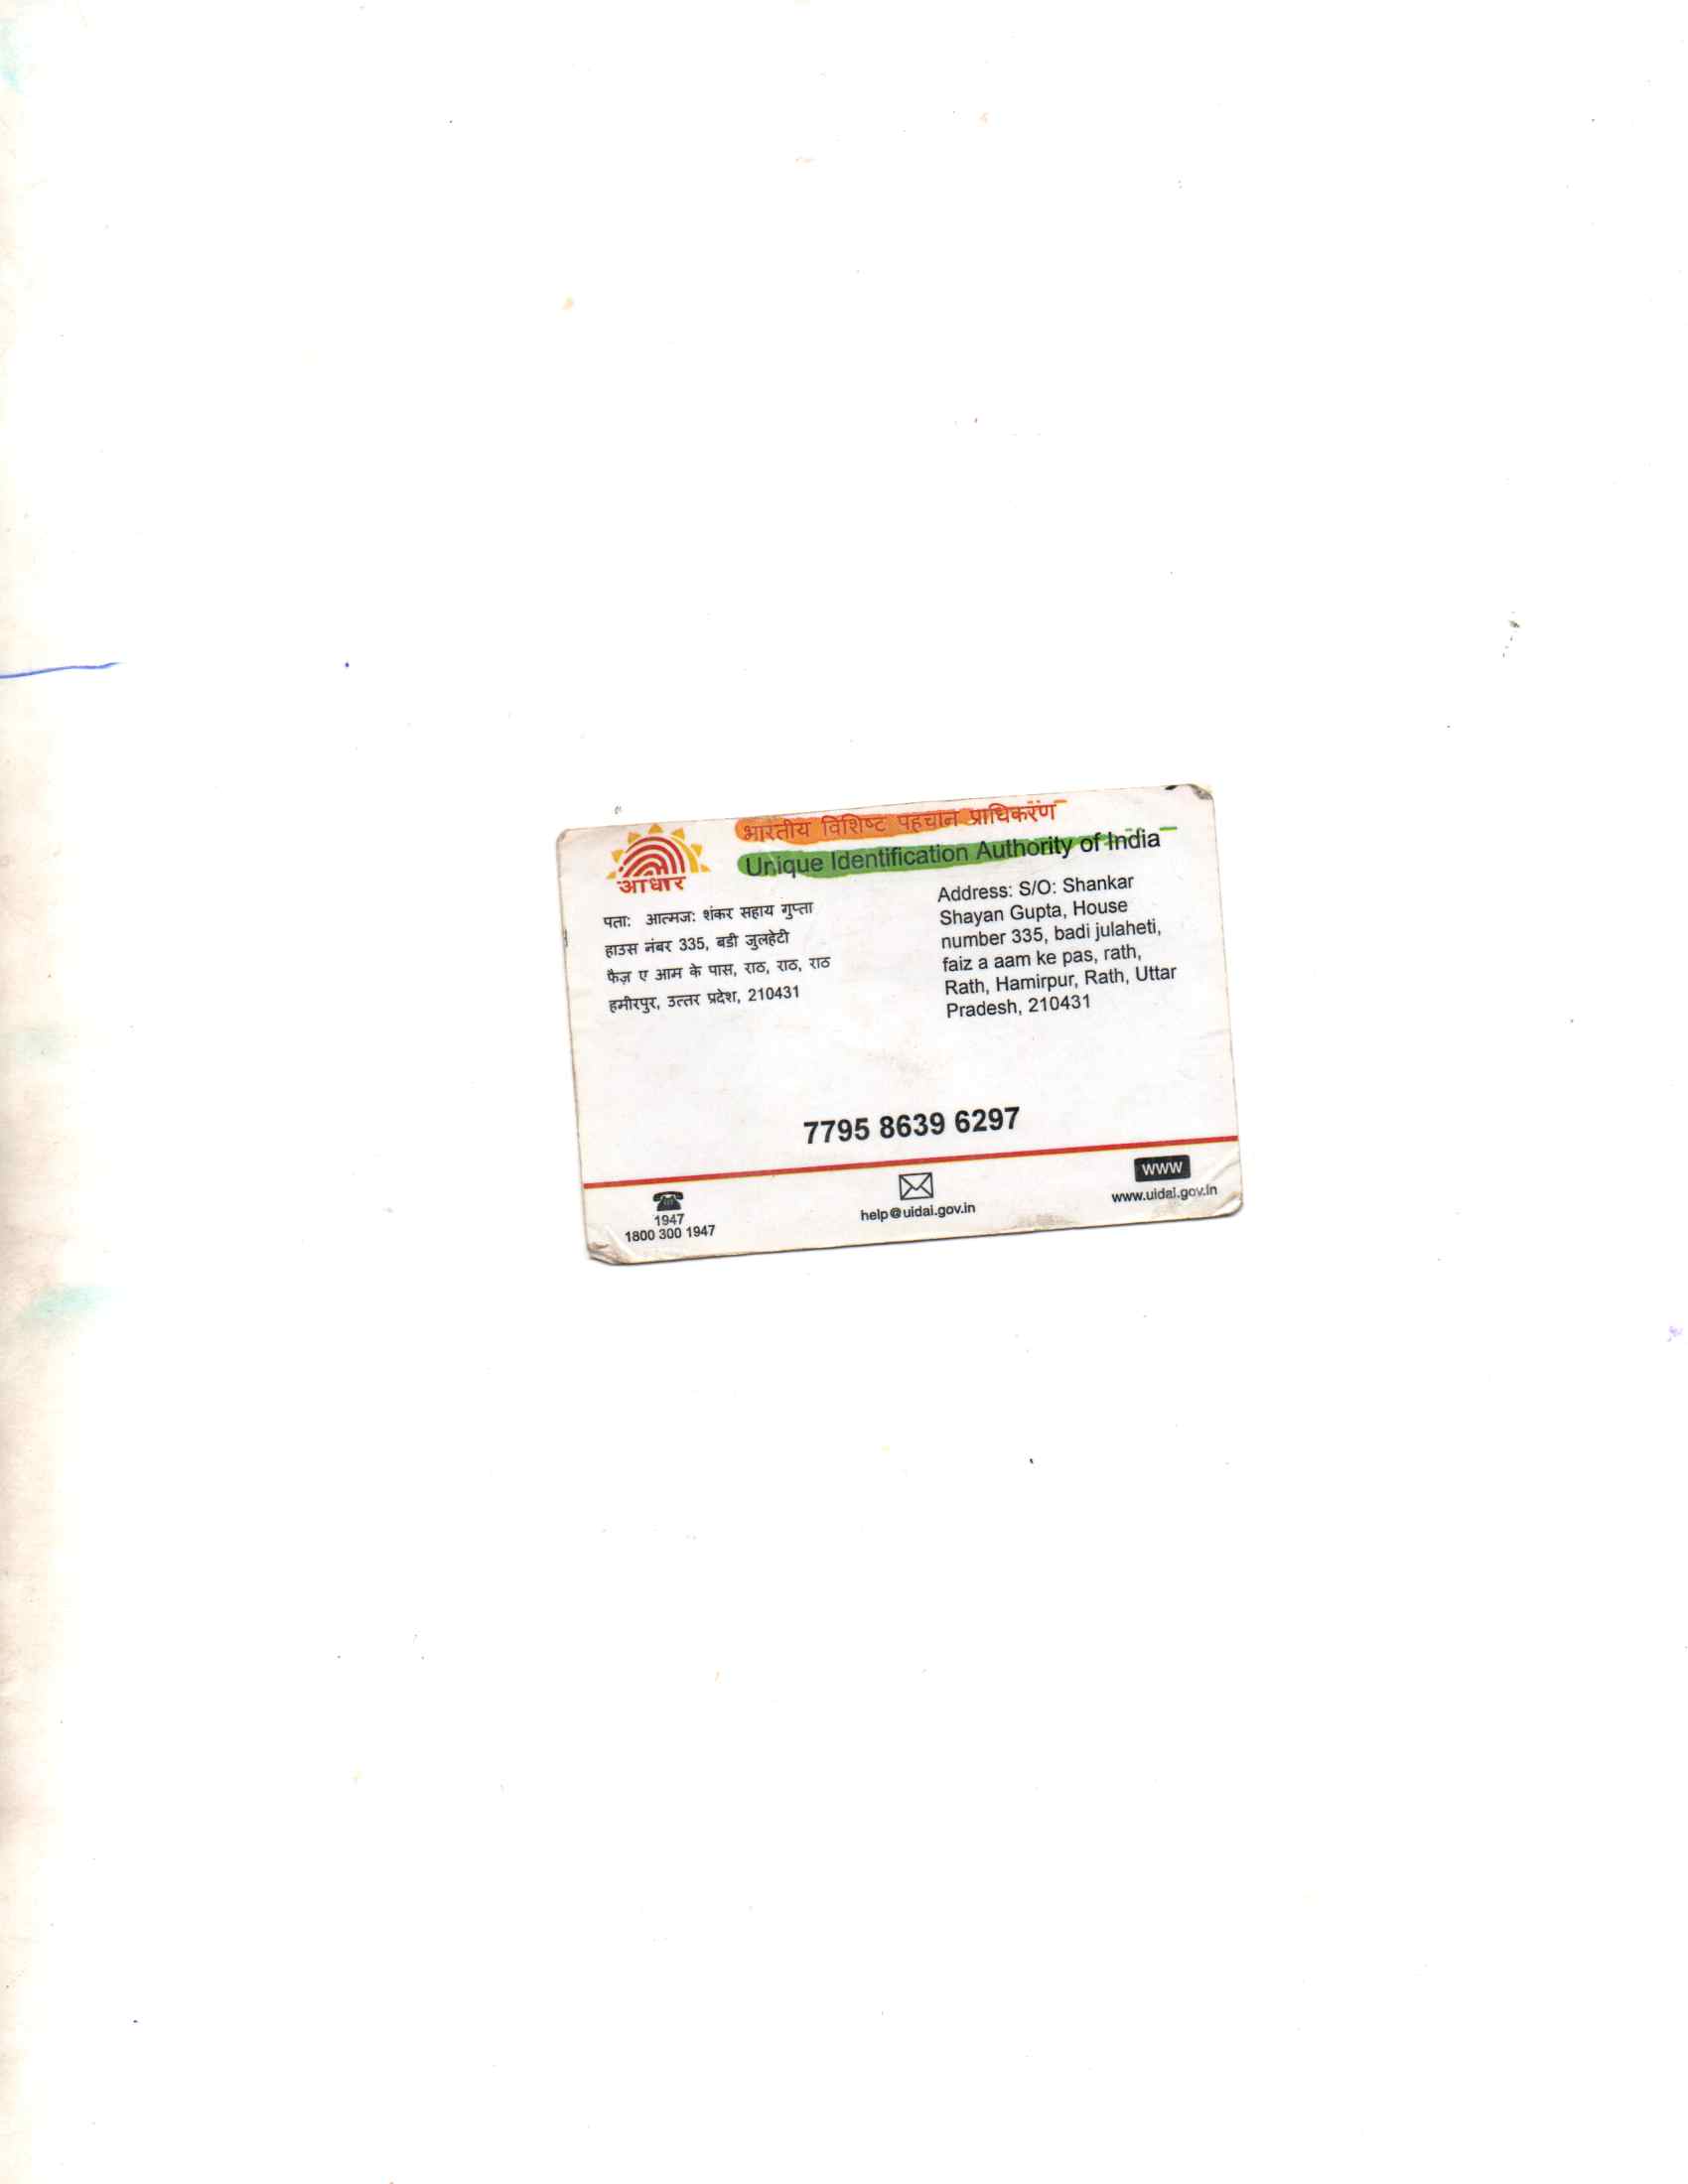 भारतीय विशिष्ट पहचान प्राधिकरण
Unique Identification Authority of India
आधार
पता: आत्मज: शंकर सहाय गुप्ता
हाउस नंबर 335, बडी जुलहेटी
फैज़ ए आम के पास, राठ, राठ, राठ
हमीरपुर, उत्तर प्रदेश, 210431
Address: S/O: Shankar
Shayan Gupta, House
number 335, badi julaheti,
faiz a aam ke pas, rath,
Rath, Hamirpur, Rath, Uttar
Pradesh, 210431
7795 8639 6297
1947
1800 300 1947
help@uidai.gov.in
www
www.uidai.gov.in